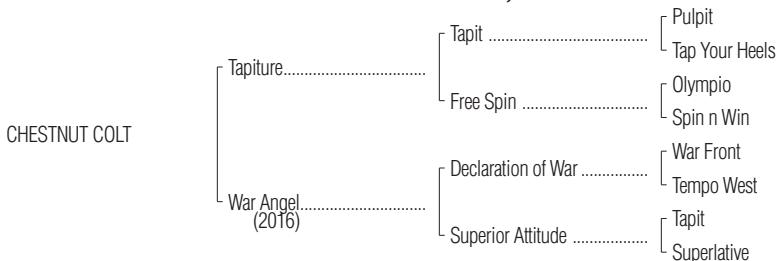 Pulpit
Tapit ........................................
Tap Your Heels
Tapiture....................................
Olympio
Free Spin ................................
Spin n Win
CHESTNUT COLT
War Front
Declaration of War .................
Tempo West
War Angel................................
(2016)
Tapit
Superior Attitude ...................
Superlative